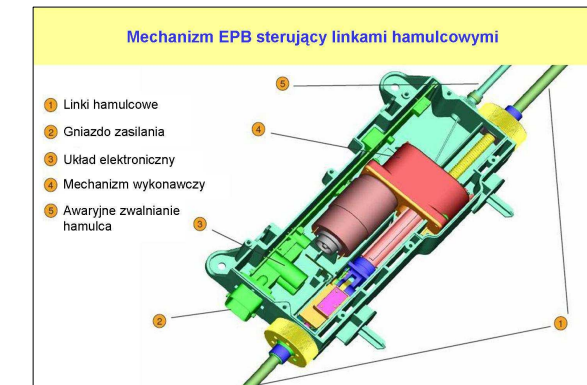 Mechanizm EPB sterujący linkami hamulcowymi
5
1 Linki hamulcowe
2 Gniazdo zasilania
4
3 Układ elektroniczny
4 Mechanizm wykonawczy
5 Awaryjne zwalnianie
hamulca
3
2
1